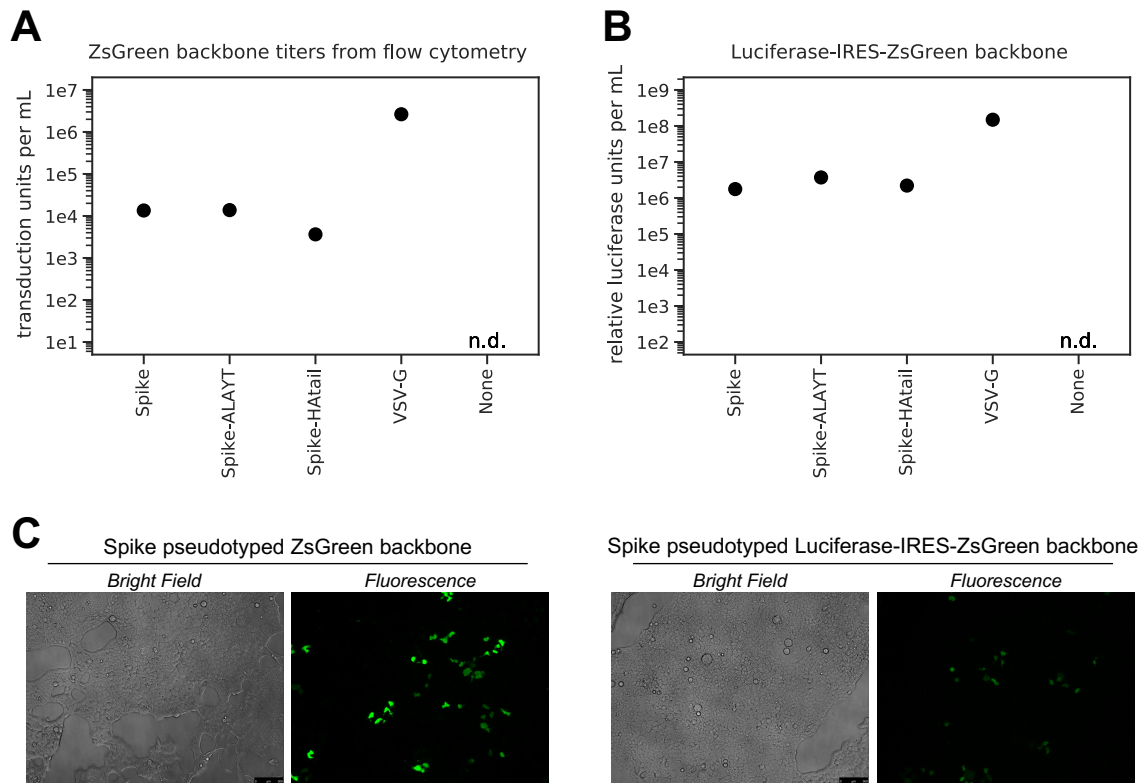 A
ZsGreen backbone titers from flow cytometry
transduction units per mL
1e7
1e6
1e5
1e4
1e3
1e2
1e1
n.d.
Spike
Spike-ALAYT
Spike-HAtail
VSV-G
None
B
Luciferase-IRES-ZsGreen backbone
relative luciferase units per mL
1e9
1e8
1e7
1e6
1e5
1e4
1e3
1e2
n.d.
Spike
Spike-ALAYT
Spike-HAtail
VSV-G
None
C
Spike pseudotyped ZsGreen backbone
Bright Field
Fluorescence
Spike pseudotyped Luciferase-IRES-ZsGreen backbone
Bright Field
Fluorescence